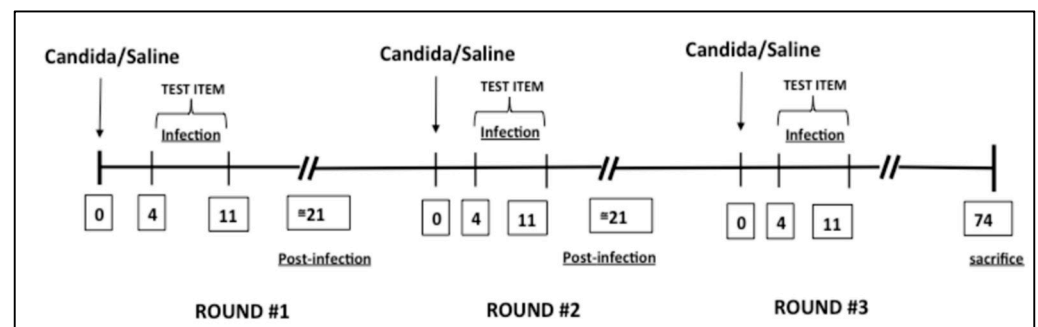 Candida/Saline
TEST ITEM
Infection
0
4
11
≅21
Post-infection
ROUND #1
Candida/Saline
TEST ITEM
Infection
0
4
11
≅21
Post-infection
ROUND #2
Candida/Saline
TEST ITEM
Infection
0
4
11
74
sacrifice
ROUND #3